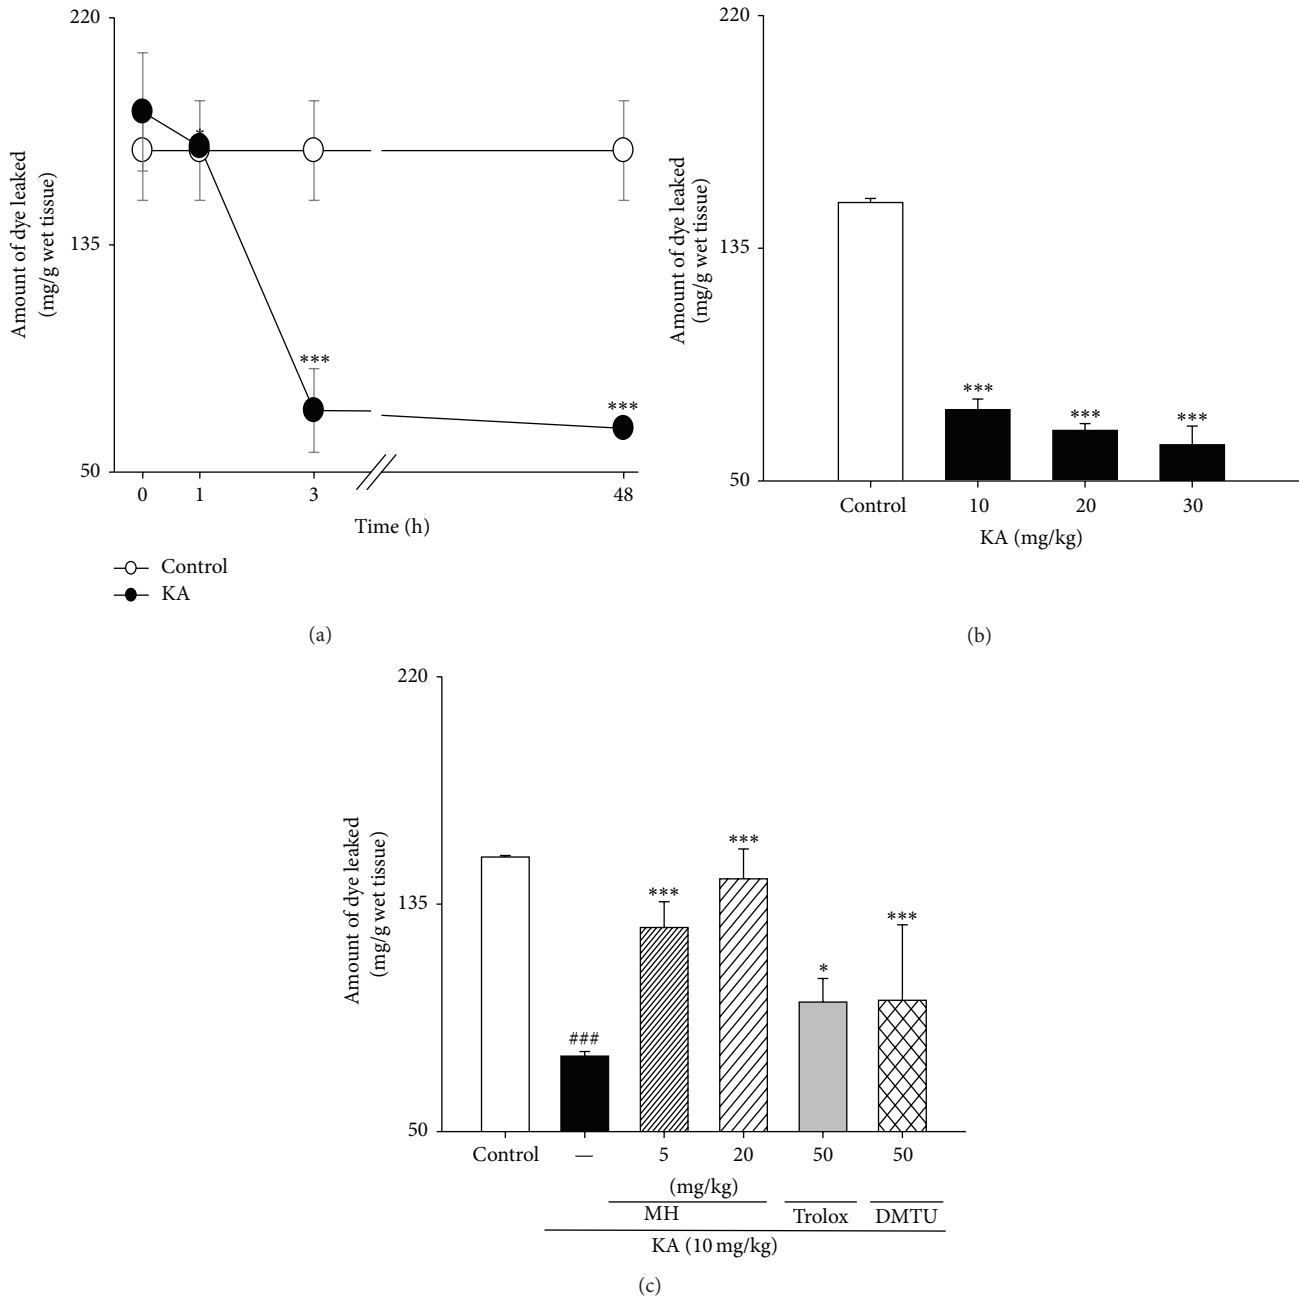 220
135
50
Amount of dye leaked
(mg/g wet tissue)
*
***
***
0 1 3 48
Time (h)
Control
KA
(a)
220
135
50
Amount of dye leaked
(mg/g wet tissue)
***
***
***
Control 10 20 30
KA (mg/kg)
(b)
220
135
50
Amount of dye leaked
(mg/g wet tissue)
###
***
***
*
***
Control — 5 20 50 50
(mg/kg)
MH Trolox DMTU
KA (10 mg/kg)
(c)